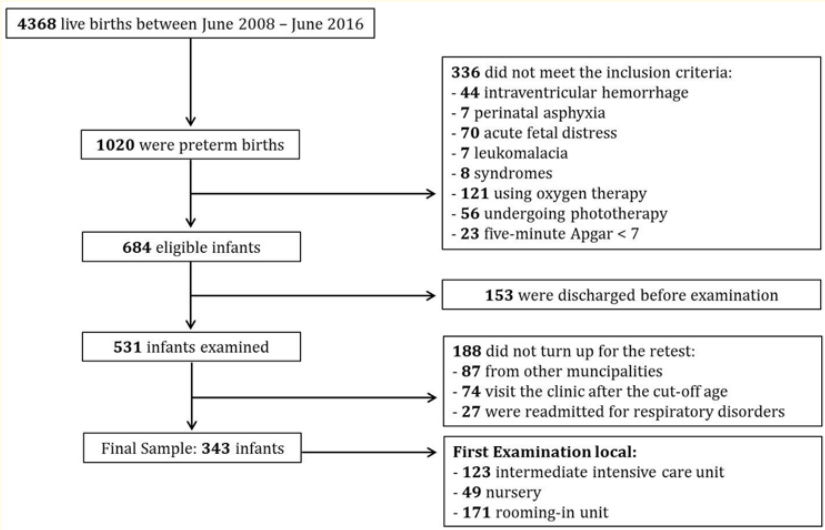 4368 live births between June 2008 – June 2016
336 did not meet the inclusion criteria:
- 44 intraventricular hemorrhage
- 7 perinatal asphyxia
- 70 acute fetal distress
- 7 leukomalacia
- 8 syndromes
- 121 using oxygen therapy
- 56 undergoing phototherapy
- 23 five-minute Apgar < 7
1020 were preterm births
684 eligible infants
153 were discharged before examination
531 infants examined
188 did not turn up for the retest:
- 87 from other muncipalities
- 74 visit the clinic after the cut-off age
- 27 were readmitted for respiratory disorders
Final Sample: 343 infants
First Examination local:
- 123 intermediate intensive care unit
- 49 nursery
- 171 rooming-in unit